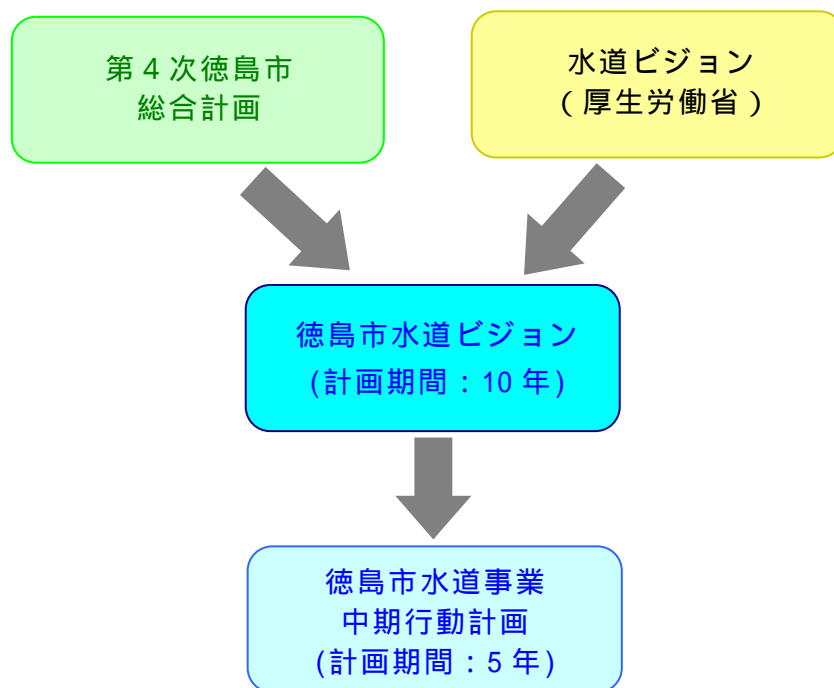 第４次徳島市
総合計画
水道ビジョン
（厚生労働省）
徳島市水道ビジョン
(計画期間：10年)
徳島市水道事業
中期行動計画
(計画期間：5年)